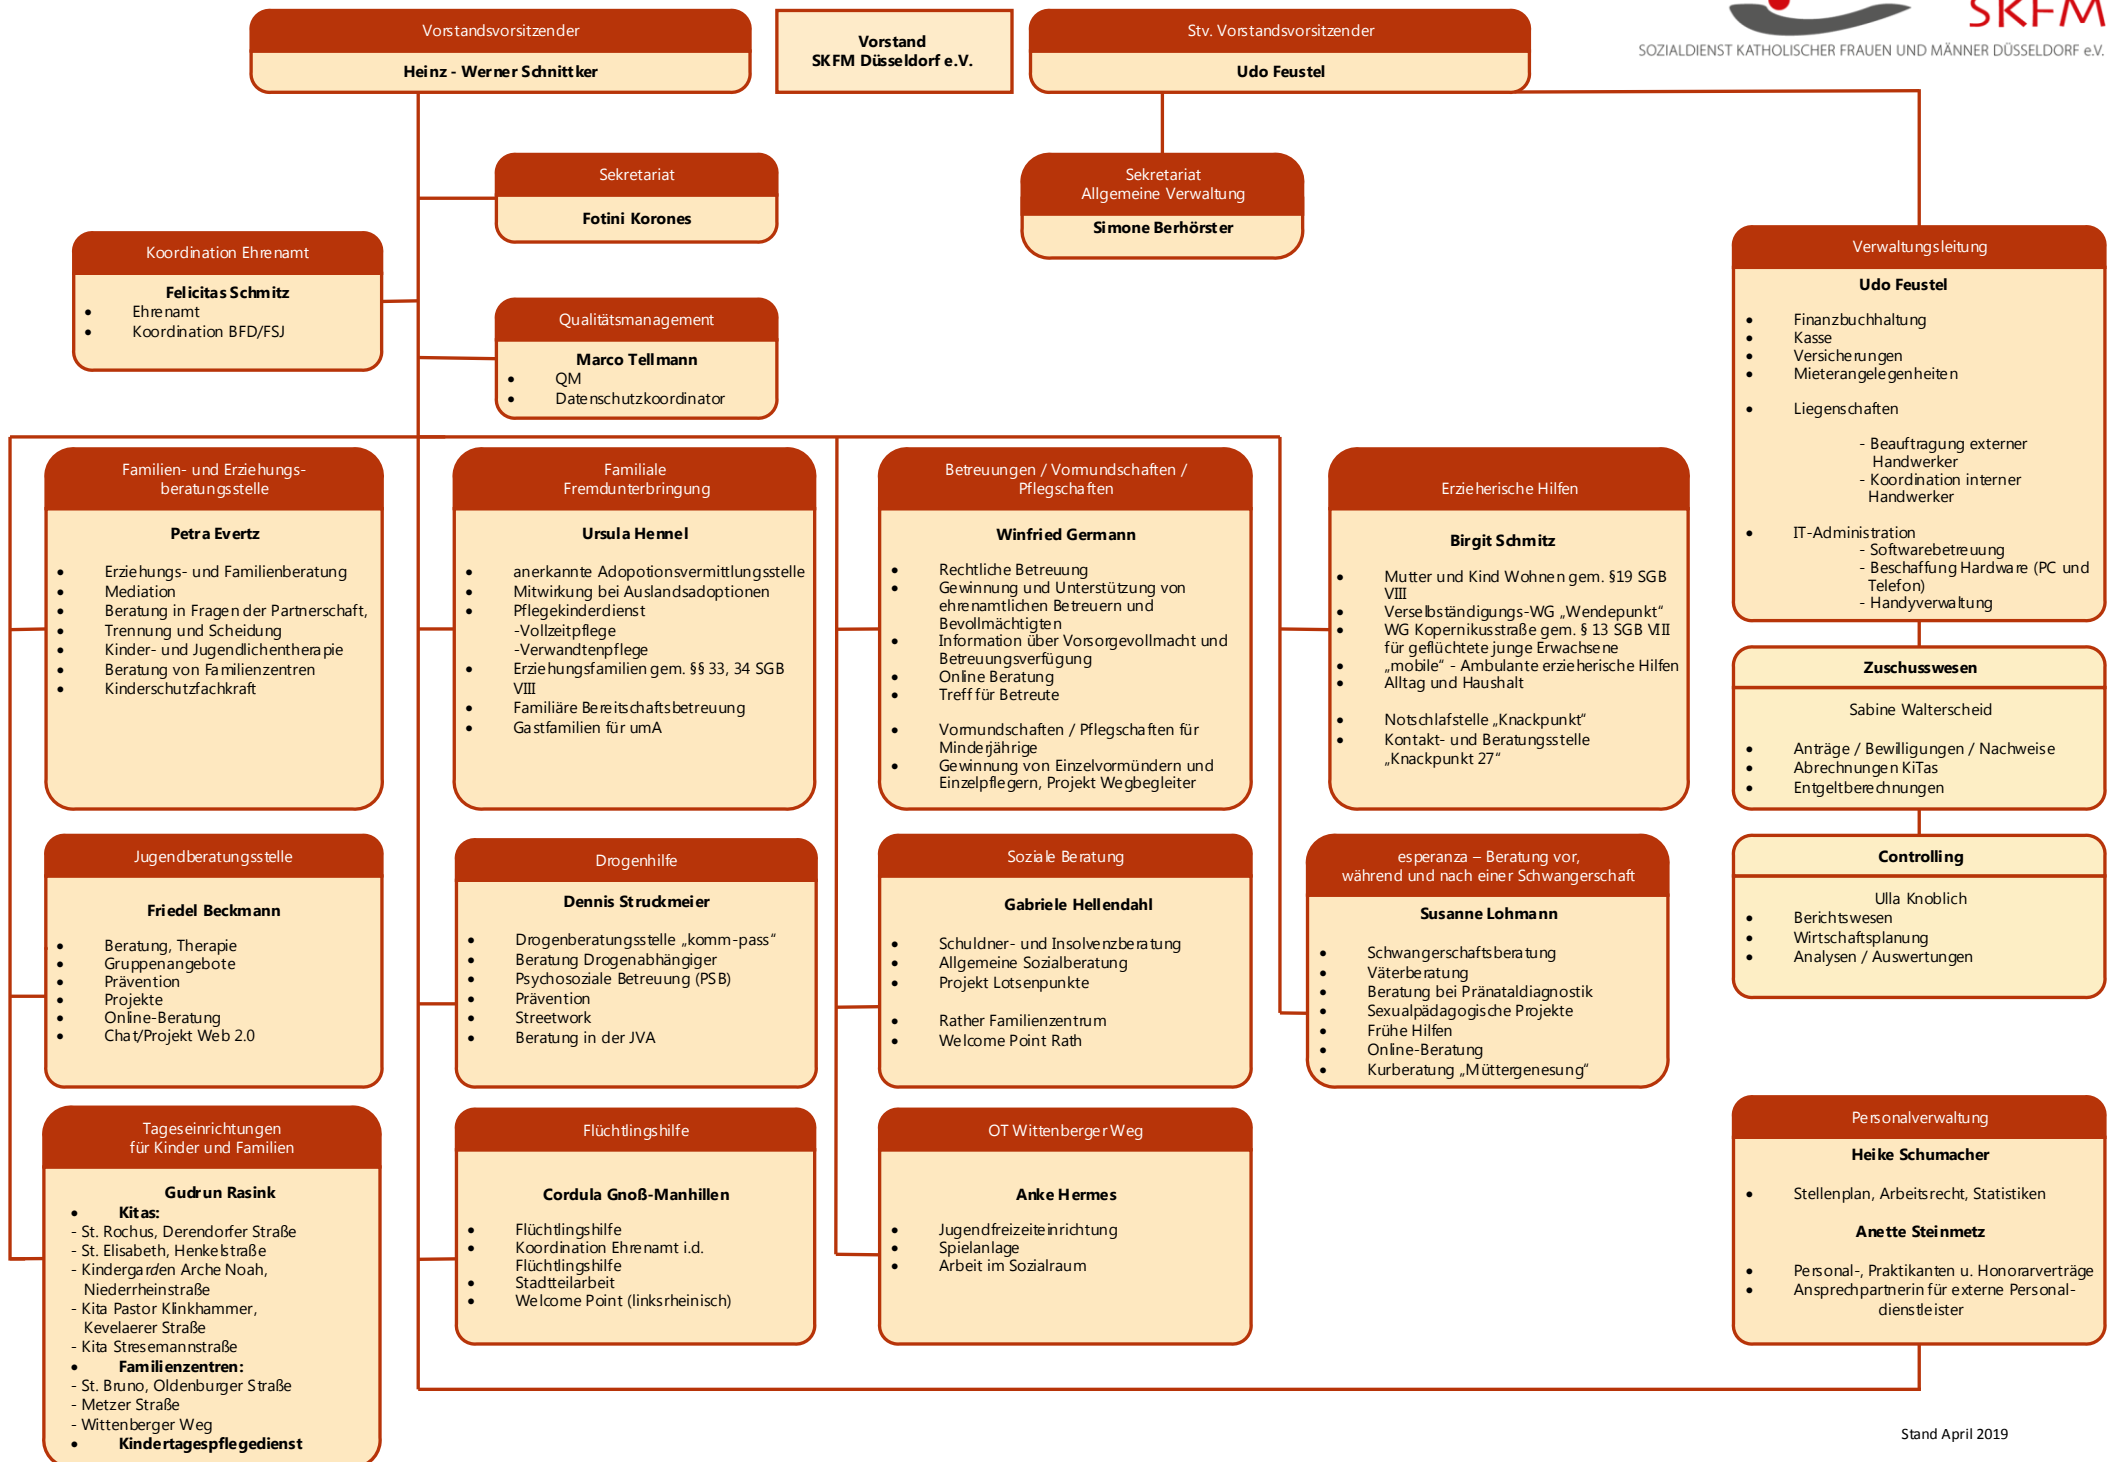 SKFM
SOZIALDIENST KATHOLISCHER FRAUEN UND MÄNNER DÜSSELDORF e.V.
Vorstandsvorsitzender
Heinz - Werner Schnittker
Vorstand
SKFM Düsseldorf e.V.
Stv. Vorstandsvorsitzender
Udo Feustel
Sekretariat
Fotini Korones
Sekretariat
Allgemeine Verwaltung
Simone Berhörster
Koordination Ehrenamt
Felicitas Schmitz
• Ehrenamt
• Koordination BFD/FSJ
Qualitätsmanagement
Marco Tellmann
• QM
• Datenschutzkoordinator
Verwaltungsleitung
Udo Feustel
• Finanzbuchhaltung
• Kasse
• Versicherungen
• Mieterangelegenheiten
• Liegenschaften
- Beauftragung externer
Handwerker
- Koordination interner
Handwerker
• IT-Administration
- Softwarebetreuung
- Beschaffung Hardware (PC und
Telefon)
- Handyverwaltung
Zuschusswesen
Sabine Walterscheid
• Anträge / Bewilligungen / Nachweise
• Abrechnungen KiTas
• Entgeltberechnungen
Controlling
Ulla Knoblich
• Berichtswesen
• Wirtschaftsplanung
• Analysen / Auswertungen
Familien- und Erziehungs-
beratungsstelle
Petra Evertz
• Erziehungs- und Familienberatung
• Mediation
• Beratung in Fragen der Partnerschaft,
• Trennung und Scheidung
• Kinder- und Jugendlichentherapie
• Beratung von Familienzentren
• Kinderschutzfachkraft
Familiale
Fremdunterbringung
Ursula Hennel
• anerkannte Adopotionsvermittlungsstelle
• Mitwirkung bei Auslandsadoptionen
• Pflegekinderdienst
-Vollzeitpflege
-Verwandtenpflege
• Erziehungsfamilien gem. §§ 33, 34 SGB
VIII
• Familiäre Bereitschaftsbetreuung
• Gastfamilien für umA
Betreuungen / Vormundschaften /
Pflegschaften
Winfried Germann
• Rechtliche Betreuung
• Gewinnung und Unterstützung von
ehrenamtlichen Betreuern und
Bevollmächtigten
• Information über Vorsorgevollmacht und
Betreuungsverfügung
• Online Beratung
• Treff für Betreute
• Vormundschaften / Pflegschaften für
Minderjährige
• Gewinnung von Einzelvormündern und
Einzelpflegern, Projekt Wegbegleiter
Erzieherische Hilfen
Birgit Schmitz
• Mutter und Kind Wohnen gem. §19 SGB
VIII
• Verselbständigungs-WG „Wendepunkt“
• WG Kopernikusstraße gem. § 13 SGB VIII
für geflüchtete junge Erwachsene
• „mobile“ - Ambulante erzieherische Hilfen
• Alltag und Haushalt
• Notschlafstelle „Knackpunkt“
• Kontakt- und Beratungsstelle
„Knackpunkt 27“
Jugendberatungsstelle
Friedel Beckmann
• Beratung, Therapie
• Gruppenangebote
• Prävention
• Projekte
• Online-Beratung
• Chat/Projekt Web 2.0
Drogenhilfe
Dennis Struckmeier
• Drogenberatungsstelle „komm-pass“
• Beratung Drogenabhängiger
• Psychosoziale Betreuung (PSB)
• Prävention
• Streetwork
• Beratung in der JVA
Soziale Beratung
Gabriele Hellendahl
• Schuldner- und Insolvenzberatung
• Allgemeine Sozialberatung
• Projekt Lotsenpunkte
• Rather Familienzentrum
• Welcome Point Rath
esperanza – Beratung vor,
während und nach einer Schwangerschaft
Susanne Lohmann
• Schwangerschaftsberatung
• Väterberatung
• Beratung bei Pränataldiagnostik
• Sexualpädagogische Projekte
• Frühe Hilfen
• Online-Beratung
• Kurberatung „Müttergenesung“
Tageseinrichtungen
für Kinder und Familien
Gudrun Rasink
• Kitas:
- St. Rochus, Derendorfer Straße
- St. Elisabeth, Henkelstraße
- Kindergarden Arche Noah,
Niederrheinstraße
- Kita Pastor Klinkhammer,
Kevelaerer Straße
- Kita Stresemannstraße
• Familienzentren:
- St. Bruno, Oldenburger Straße
- Metzer Straße
- Wittenberger Weg
• Kindertagespflegedienst
Flüchtlingshilfe
Cordula Gnoß-Manhillen
• Flüchtlingshilfe
• Koordination Ehrenamt i.d.
Flüchtlingshilfe
• Stadtteilarbeit
• Welcome Point (linksrheinisch)
OT Wittenberger Weg
Anke Hermes
• Jugendfreizeiteinrichtung
• Spielanlage
• Arbeit im Sozialraum
Personalverwaltung
Heike Schumacher
• Stellenplan, Arbeitsrecht, Statistiken
Anette Steinmetz
• Personal-, Praktikanten u. Honorarverträge
• Ansprechpartnerin für externe Personal-
dienstleister
Stand April 2019